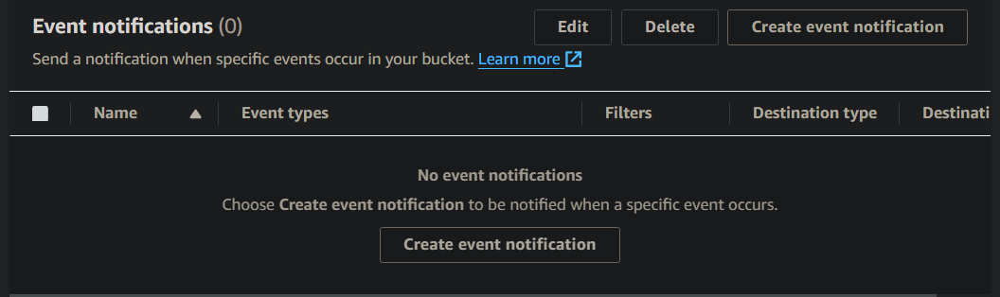 Event notifications (0)
Edit
Delete
Create event notification
Send a notification when specific events occur in your bucket. Learn more
Name
Event types
Filters
Destination type
Destinati
No event notifications
Choose Create event notification to be notified when a specific event occurs.
Create event notification